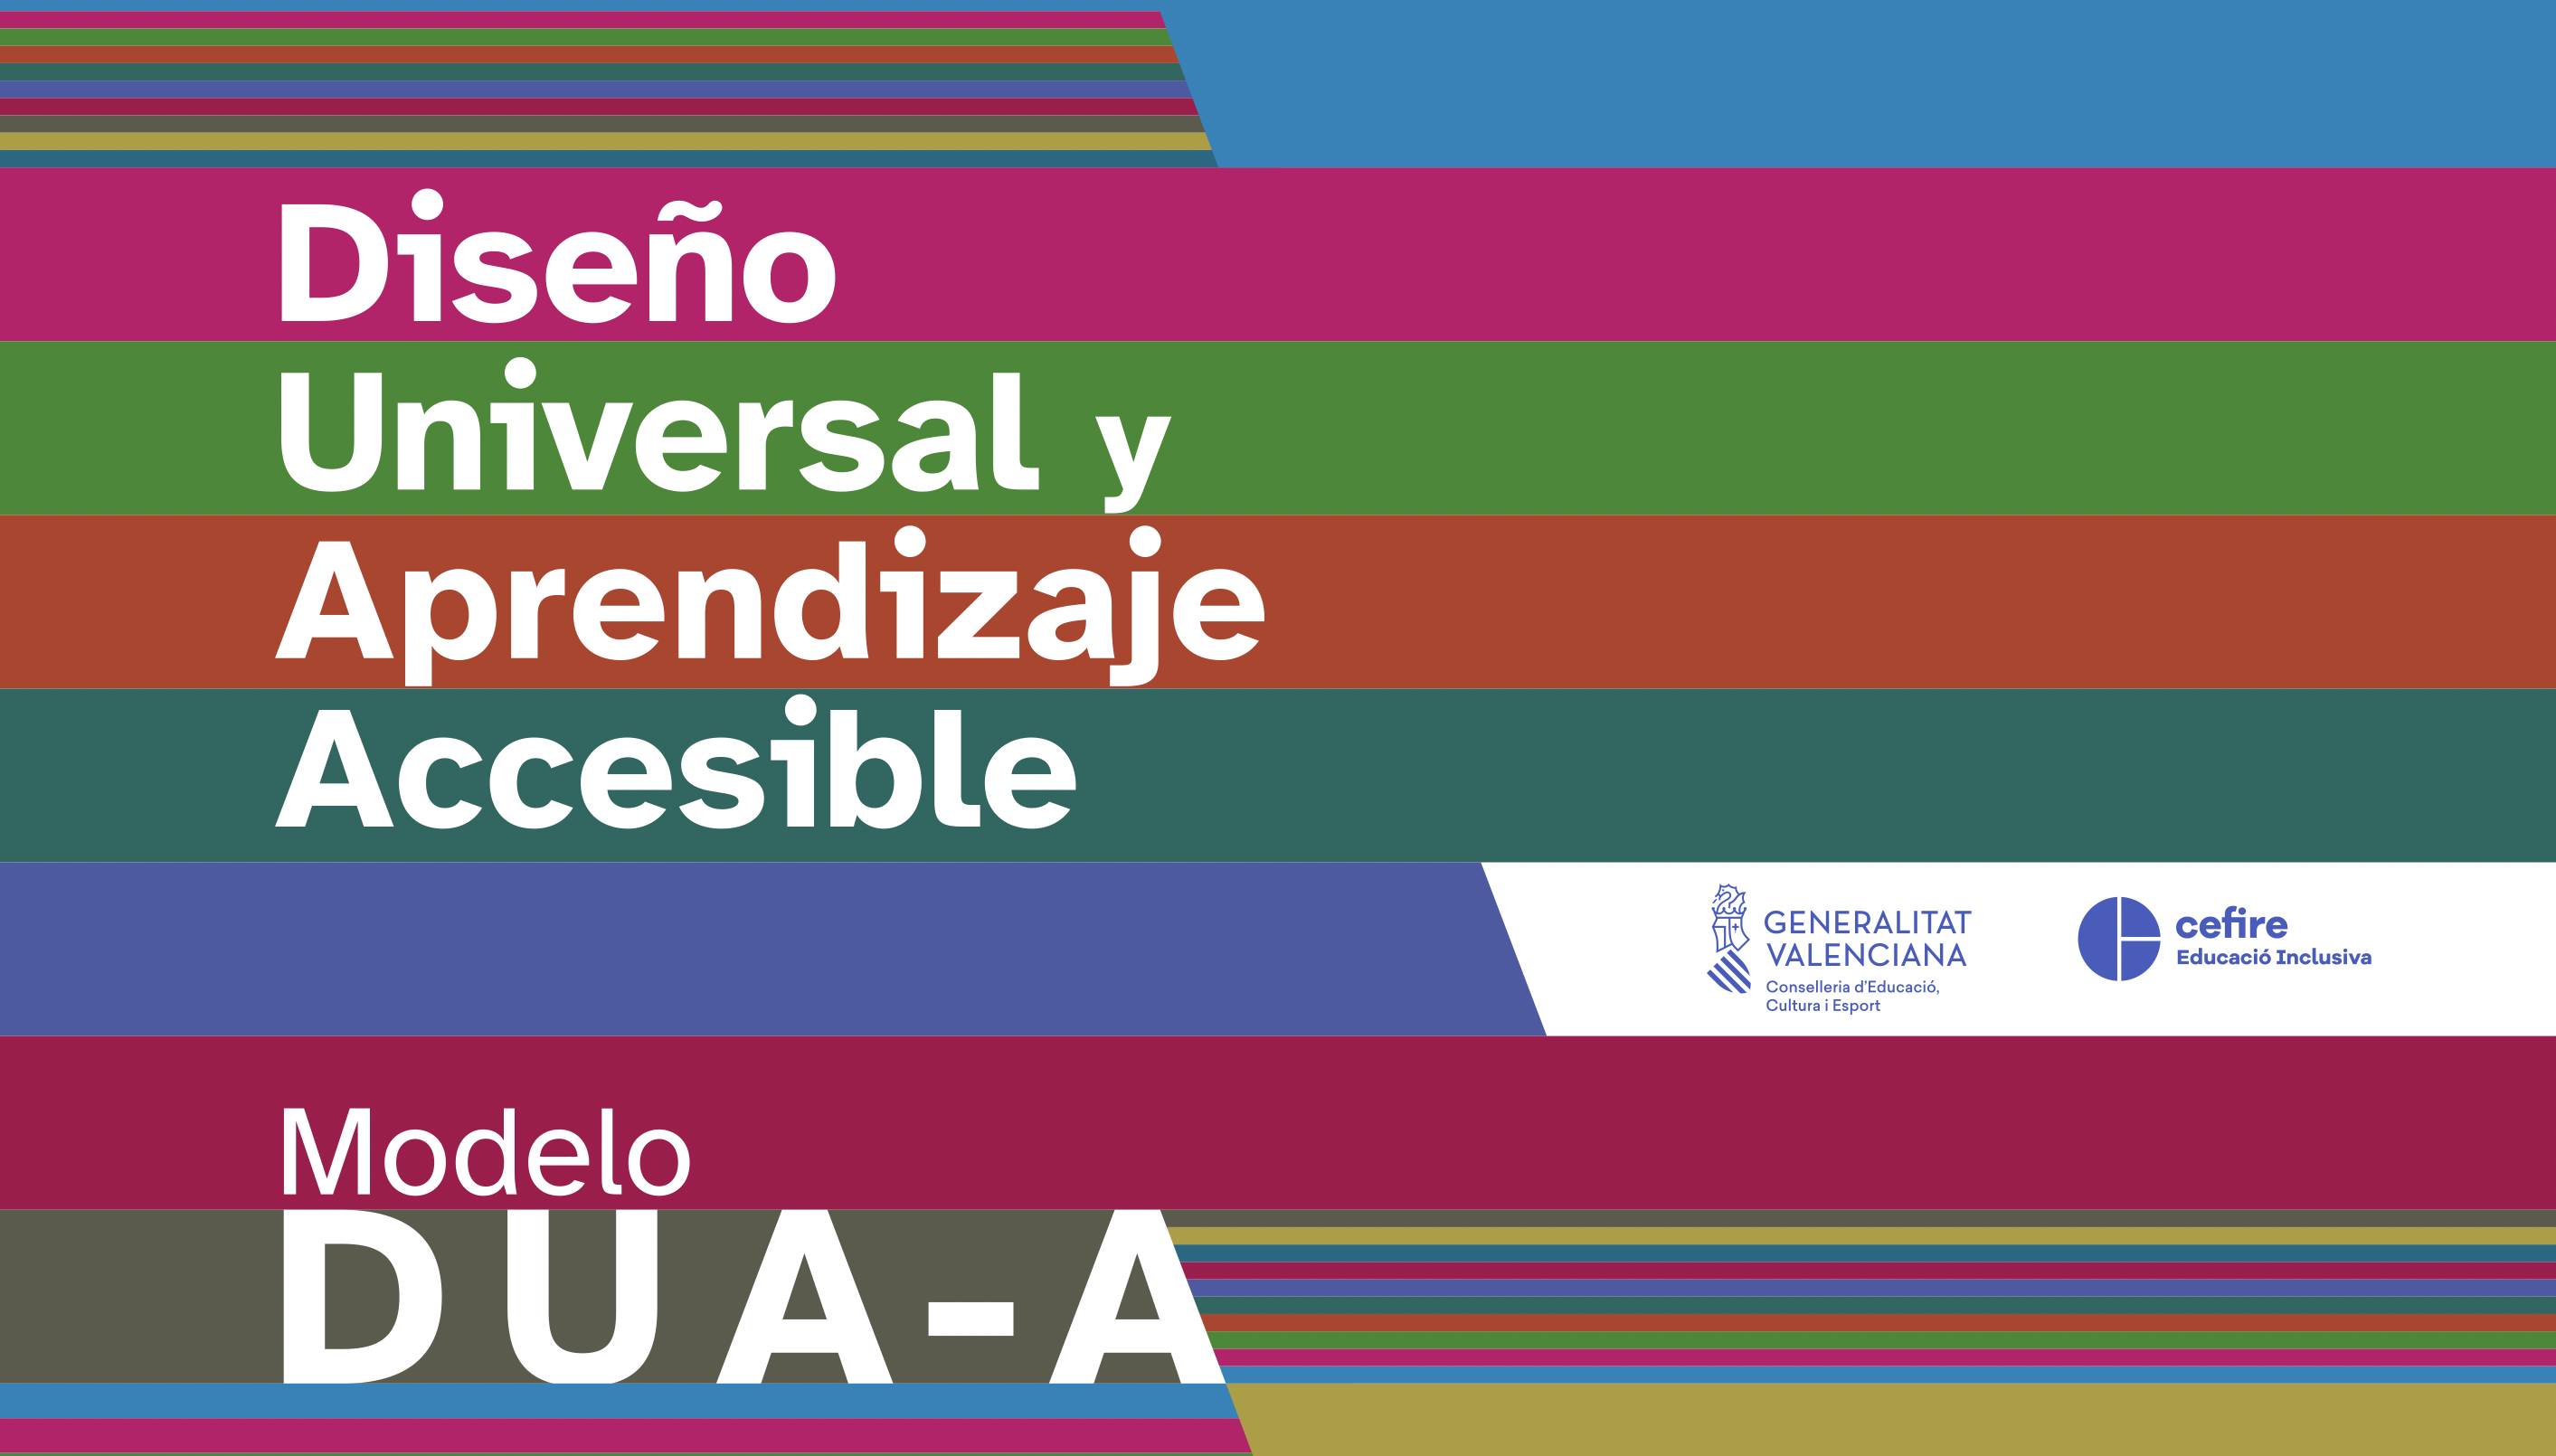 Diseño
Universal y
Aprendizaje
Accesible
GENERALITAT
VALENCIANA
Conselleria d'Educació,
Cultura i Esport
cefire
Educació Inclusiva
Modelo
DUA-A